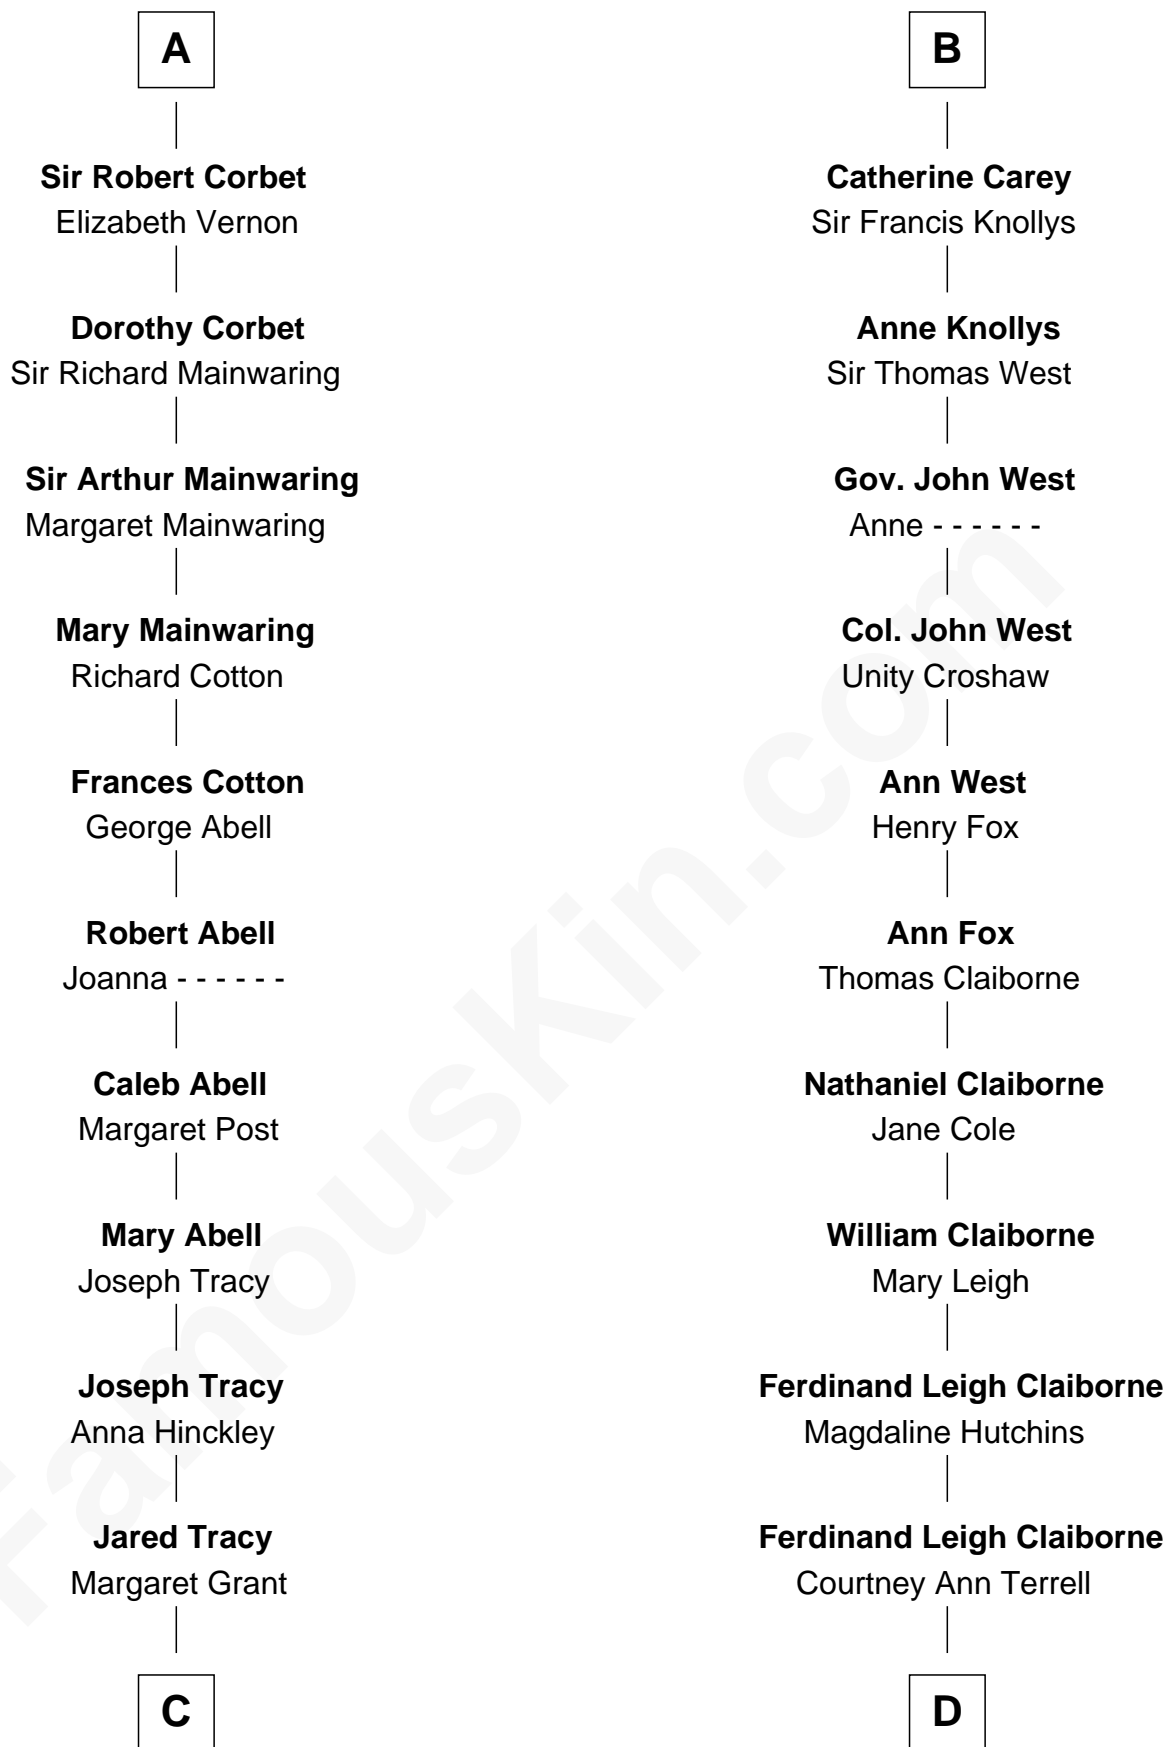 A
Sir Robert Corbet
Elizabeth Vernon
Dorothy Corbet
Sir Richard Mainwaring
Sir Arthur Mainwaring
Margaret Mainwaring
Mary Mainwaring
Richard Cotton
Frances Cotton
George Abell
Robert Abell
Joanna - - - - - -
Caleb Abell
Margaret Post
Mary Abell
Joseph Tracy
Joseph Tracy
Anna Hinckley
Jared Tracy
Margaret Grant
C
B
Catherine Carey
Sir Francis Knollys
Anne Knollys
Sir Thomas West
Gov. John West
Anne - - - - - -
Col. John West
Unity Croshaw
Ann West
Henry Fox
Ann Fox
Thomas Claiborne
Nathaniel Claiborne
Jane Cole
William Claiborne
Mary Leigh
Ferdinand Leigh Claiborne
Magdaline Hutchins
Ferdinand Leigh Claiborne
Courtney Ann Terrell
D
FamousKin.com